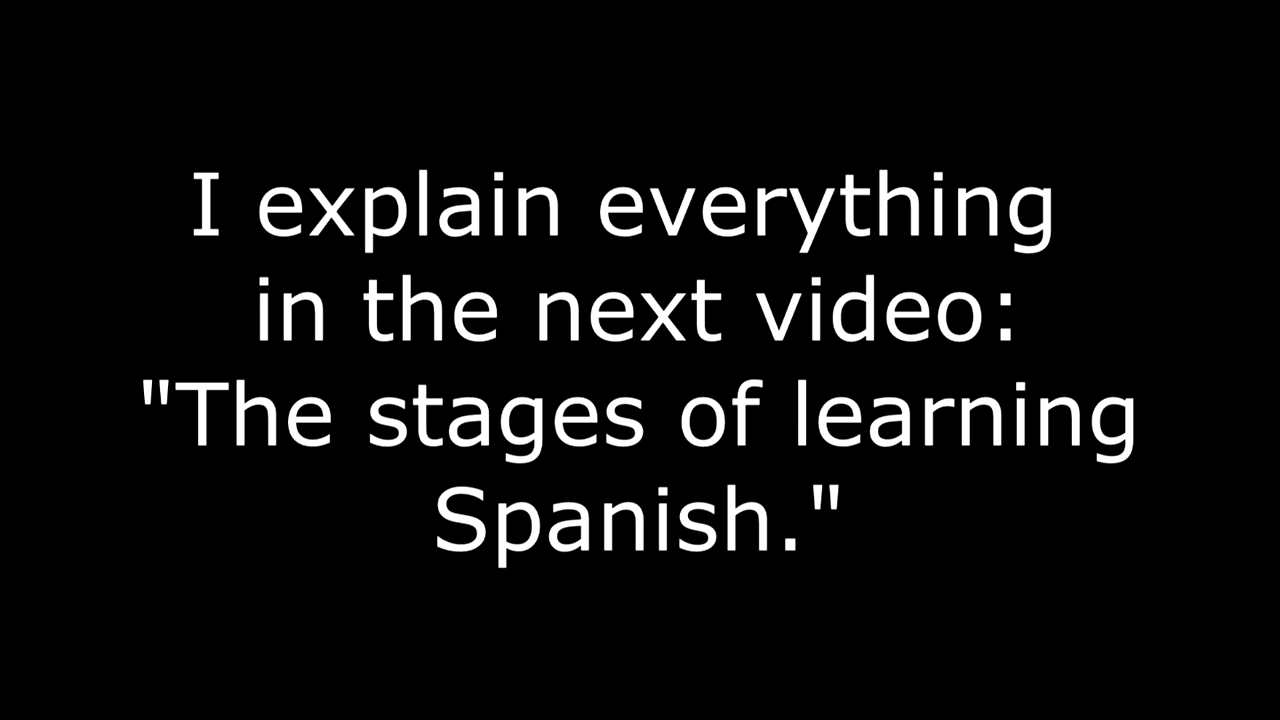 I explain everything
in the next video:
"The stages of learning
Spanish."